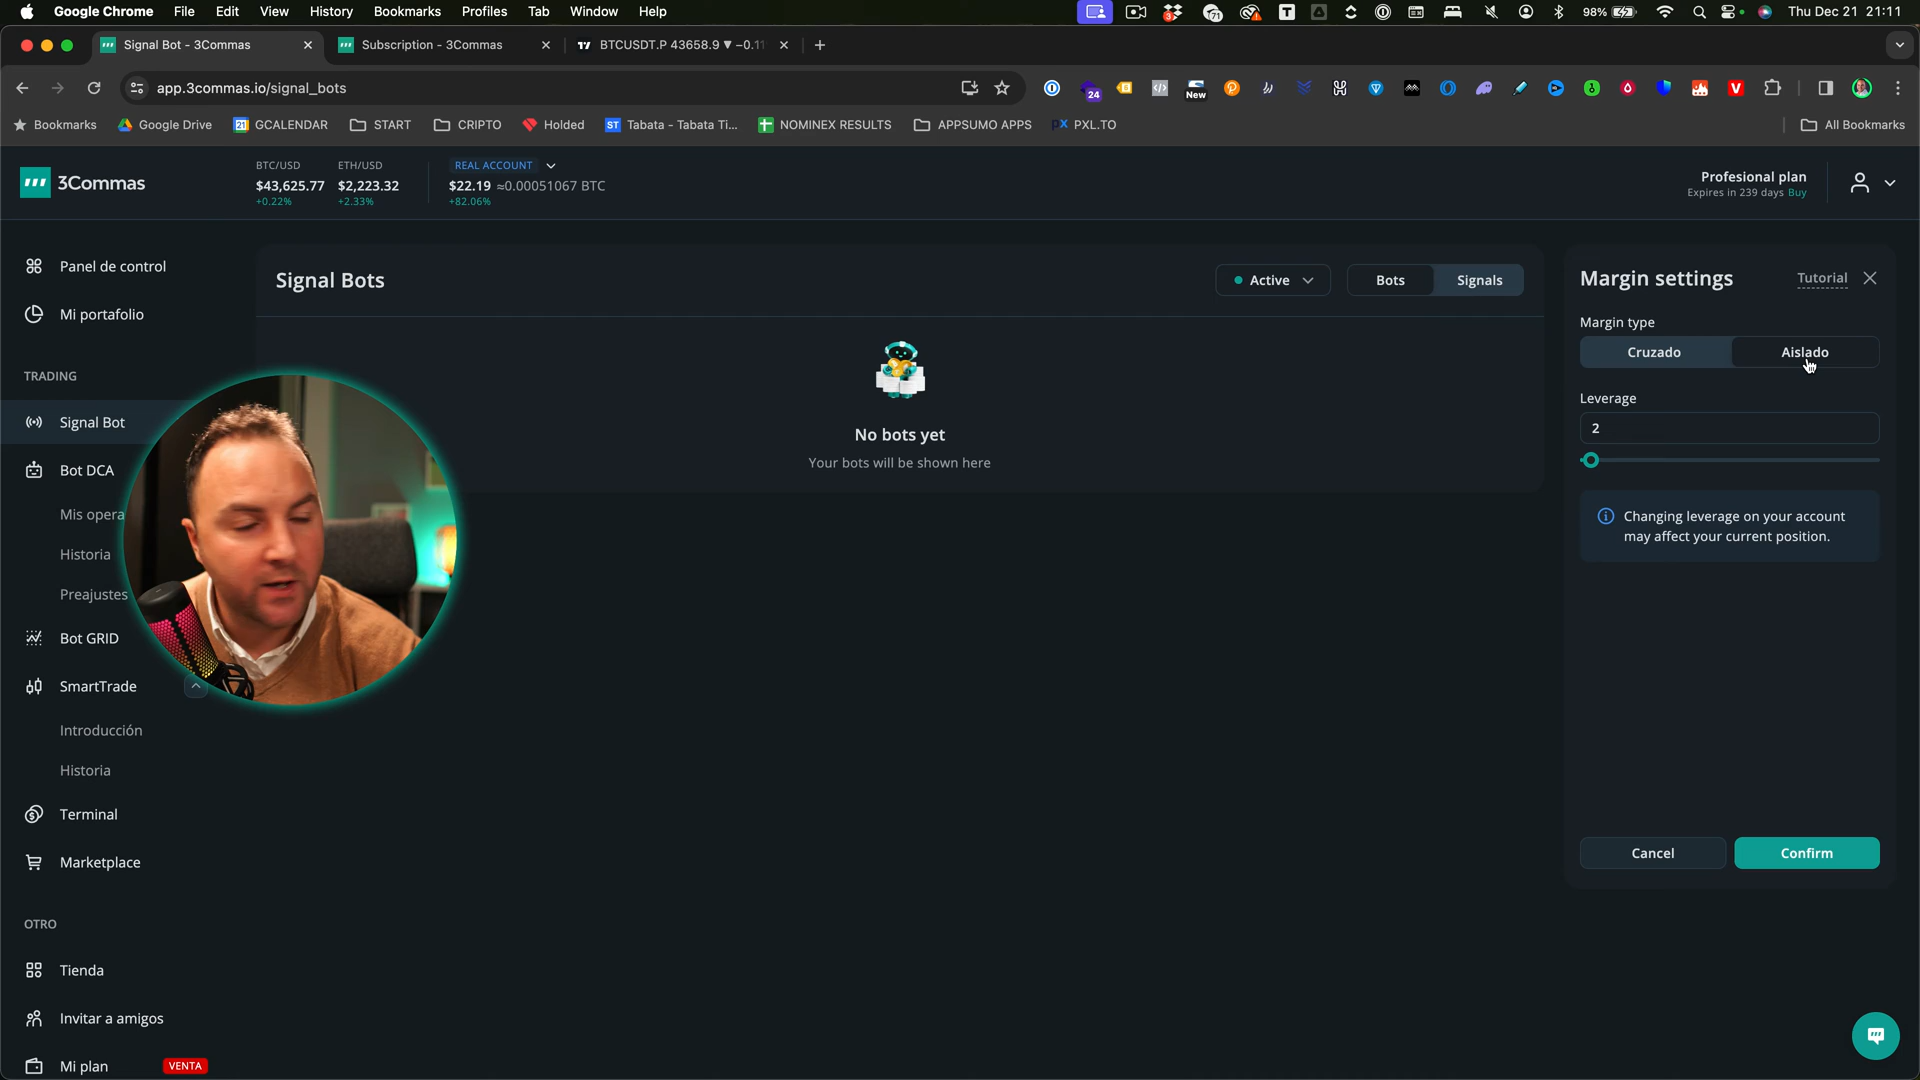 Google Chrome File Edit View History Bookmarks Profiles Tab Window Help 98% Thu Dec 21 21:11
Signal Bot - 3Commas Subscription - 3Commas BTCUSDT.P 43658.9 ▼ −0.1
app.3commas.io/signal_bots 24 New
Bookmarks Google Drive GCALENDAR START CRIPTO Holded Tabata - Tabata Ti... NOMINEX RESULTS APPSUMO APPS PXL.TO All Bookmarks
3Commas
BTC/USD ETH/USD REAL ACCOUNT
$43,625.77 $2,223.32 $22.19 ≈0.00051067 BTC
+0.22% +2.33% +82.06%
Profesional plan
Expires in 239 days Buy
Panel de control
Mi portafolio
TRADING
Signal Bot
Bot DCA
Mis opera
Historia
Preajustes
Bot GRID
SmartTrade
Introducción
Historia
Terminal
Marketplace
OTRO
Tienda
Invitar a amigos
Mi plan VENTA
Signal Bots Active Bots Signals
No bots yet
Your bots will be shown here
Margin settings Tutorial
Margin type
Cruzado Aislado
Leverage
2
Changing leverage on your account
may affect your current position.
Cancel Confirm